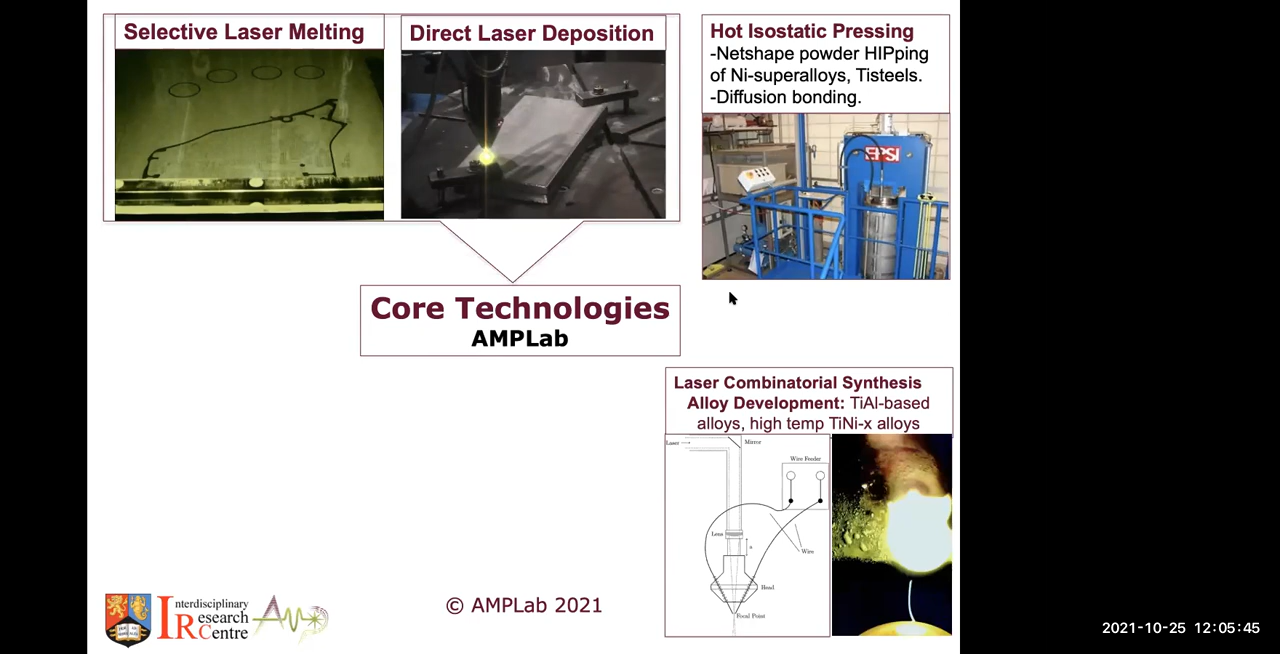 Selective Laser Melting
Direct Laser Deposition
Hot Isostatic Pressing
-Netshape powder HIPping
of Ni-superalloys, Tisteels.
-Diffusion bonding.
EPSI
Core Technologies
AMPLab
Laser Combinatorial Synthesis
Alloy Development: TiAl-based
alloys, high temp TiNi-x alloys
Laser
Mirror
Wire Feeder
Lens
a
Wire
Head
Focal Point
Interdisciplinary
Research
Centre
© AMPLab 2021
2021-10-25 12:05:45